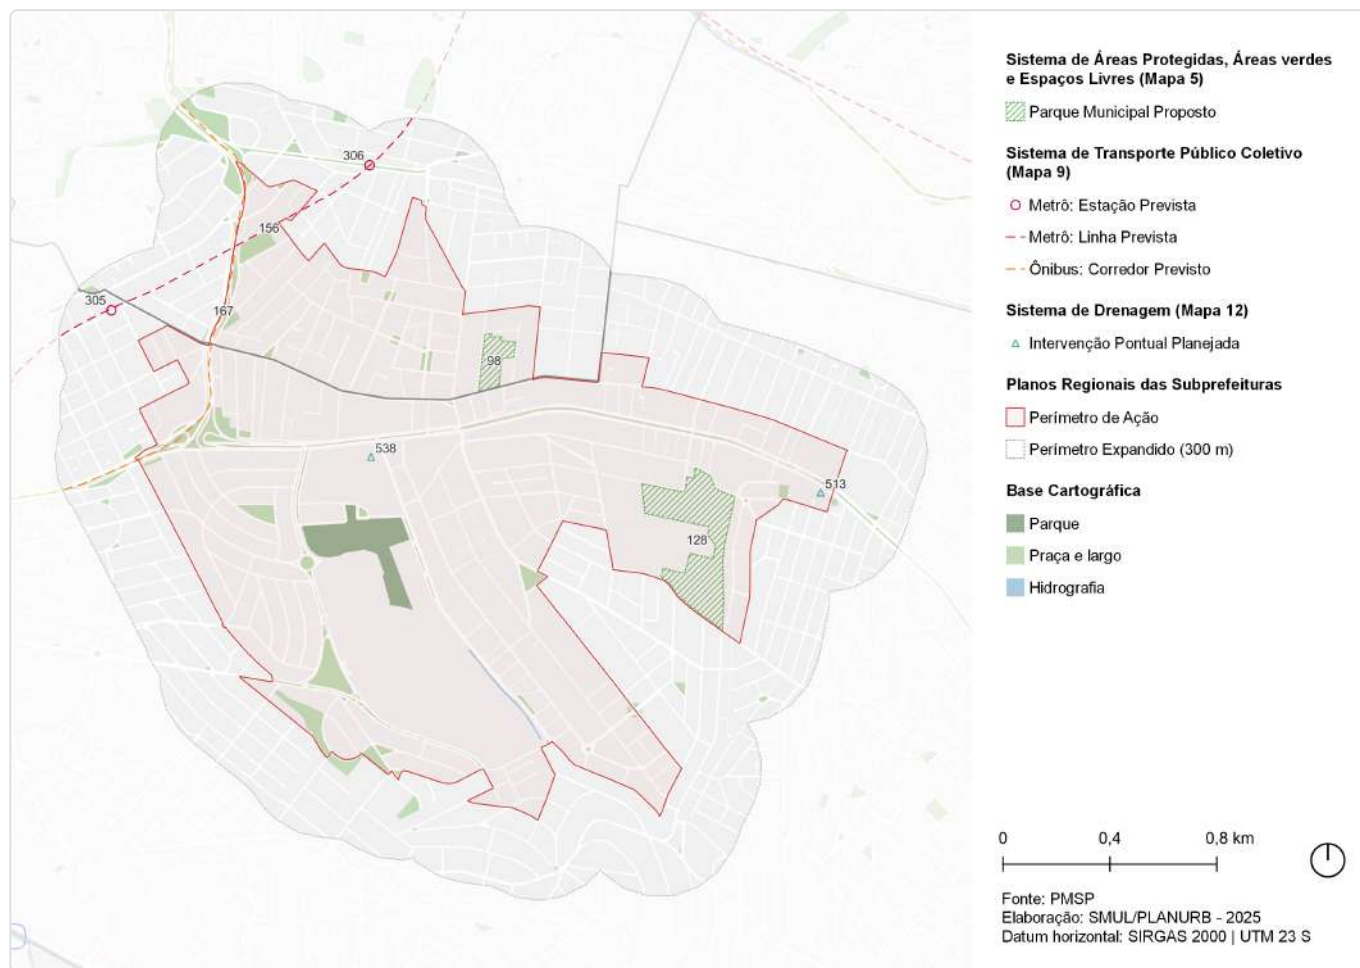 306
156
305
167
98
538
513
128
Sistema de Áreas Protegidas, Áreas verdes
e Espaços Livres (Mapa 5)
Parque Municipal Proposto
Sistema de Transporte Público Coletivo
(Mapa 9)
Metrô: Estação Prevista
Metrô: Linha Prevista
Ônibus: Corredor Previsto
Sistema de Drenagem (Mapa 12)
Intervenção Pontual Planejada
Planos Regionais das Subprefeituras
Perímetro de Ação
Perímetro Expandido (300 m)
Base Cartográfica
Parque
Praça e largo
Hidrografia
0 0,4 0,8 km
Fonte: PMSP
Elaboração: SMUL/PLANURB - 2025
Datum horizontal: SIRGAS 2000 | UTM 23 S